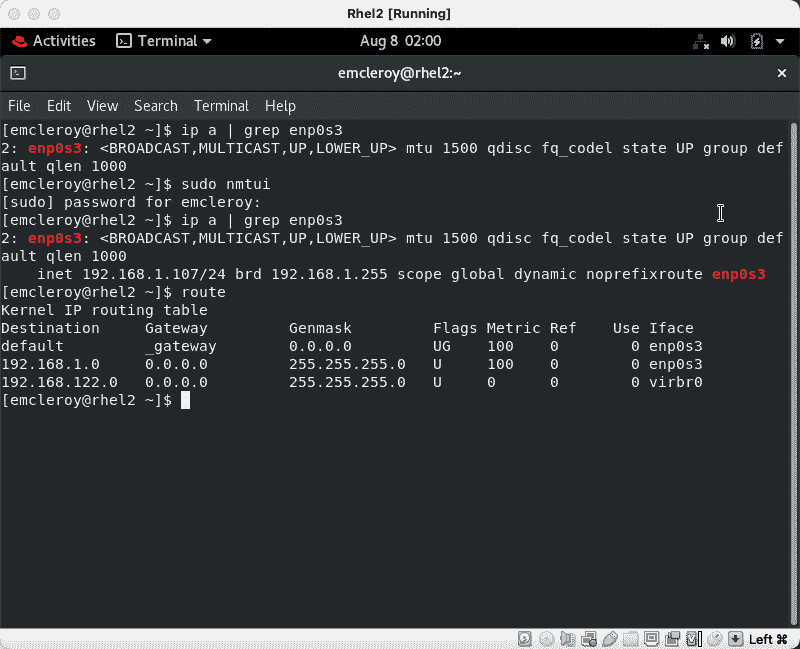 Rhel2 [Running]
Activities Terminal Aug 8 02:00
emcleroy@rhel2:~
File Edit View Search Terminal Help
[emcleroy@rhel2 ~]$ ip a | grep enp0s3
2: enp0s3: <BROADCAST,MULTICAST,UP,LOWER_UP> mtu 1500 qdisc fq_codel state UP group def
ault qlen 1000
[emcleroy@rhel2 ~]$ sudo nmtui
[sudo] password for emcleroy:
[emcleroy@rhel2 ~]$ ip a | grep enp0s3
2: enp0s3: <BROADCAST,MULTICAST,UP,LOWER_UP> mtu 1500 qdisc fq_codel state UP group def
ault qlen 1000
    inet 192.168.1.107/24 brd 192.168.1.255 scope global dynamic noprefixroute enp0s3
[emcleroy@rhel2 ~]$ route
Kernel IP routing table
Destination     Gateway         Genmask         Flags Metric Ref    Use Iface
default         _gateway        0.0.0.0         UG    100    0        0 enp0s3
192.168.1.0     0.0.0.0         255.255.255.0   U     100    0        0 enp0s3
192.168.122.0   0.0.0.0         255.255.255.0   U     0      0        0 virbr0
[emcleroy@rhel2 ~]$
Left ⌘